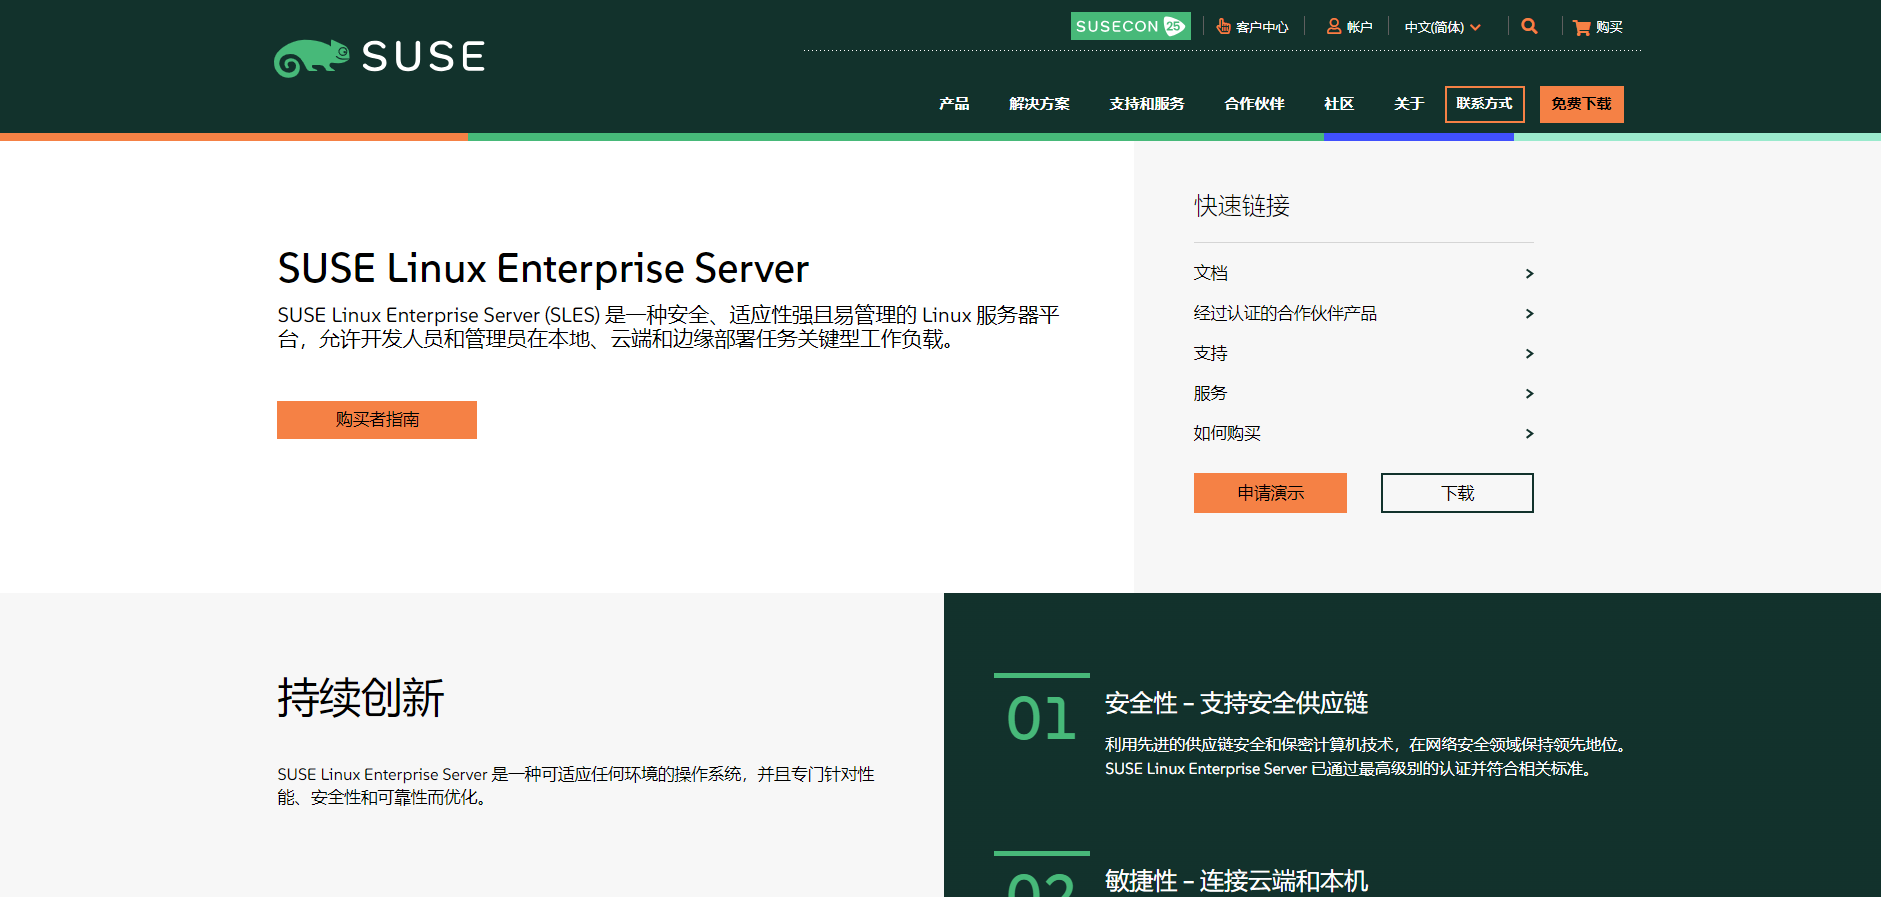 SUSECON 25
客户中心
帐户
中文(简体)
购买
SUSE
产品
解决方案
支持和服务
合作伙伴
社区
关于
联系方式
免费下载
SUSE Linux Enterprise Server
SUSE Linux Enterprise Server (SLES) 是一种安全、适应性强且易管理的 Linux 服务器平
台，允许开发人员和管理员在本地、云端和边缘部署任务关键型工作负载。
购买者指南
快速链接
文档
经过认证的合作伙伴产品
支持
服务
如何购买
申请演示
下载
持续创新
SUSE Linux Enterprise Server 是一种可适应任何环境的操作系统，并且专门针对性
能、安全性和可靠性而优化。
01
安全性 – 支持安全供应链
利用先进的供应链安全和保密计算机技术，在网络安全领域保持领先地位。
SUSE Linux Enterprise Server 已通过最高级别的认证并符合相关标准。
02
敏捷性 – 连接云端和本机